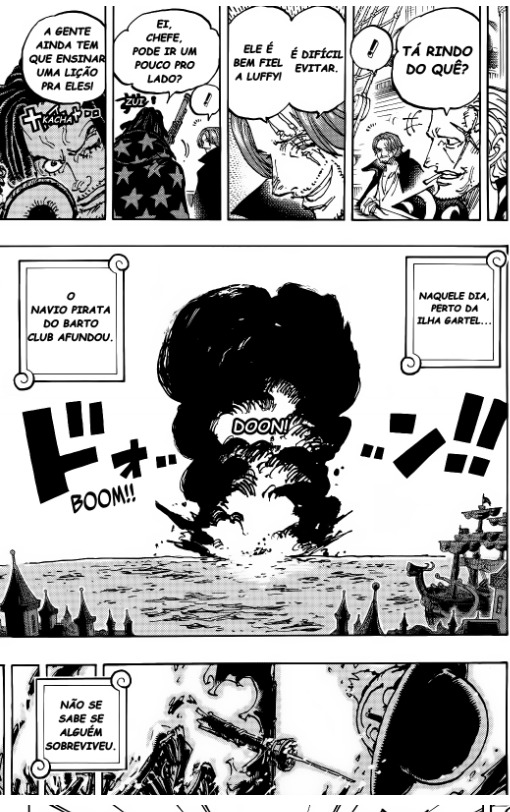 TÁ RINDO
DO QUÊ?
!
É DIFÍCIL
EVITAR.
ELE É
BEM FIEL
A LUFFY!
EI,
CHEFE,
PODE IR UM
POUCO PRO
LADO?
!
ZUI
A GENTE
AINDA TEM
QUE ENSINAR
UMA LIÇÃO
PRA ELES!
KACHA
NAQUELE DIA,
PERTO DA
ILHA GARTEL...
O
NAVIO PIRATA
DO BARTO
CLUB AFUNDOU.
DOON!
ドォ...
...ン!!
BOOM!!
NÃO SE
SABE SE
ALGUÉM
SOBREVIVEU.